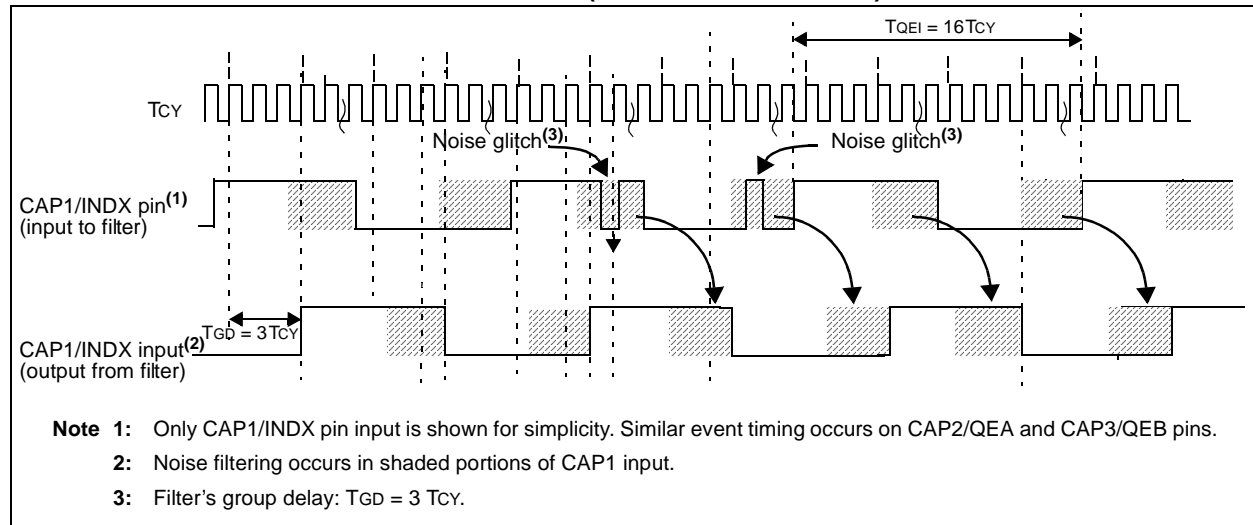 TQEI = 16TCY
TCY
Noise glitch(3)
Noise glitch(3)
CAP1/INDX pin(1)
(input to filter)
TGD = 3TCY
CAP1/INDX input(2)
(output from filter)
Note 1: Only CAP1/INDX pin input is shown for simplicity. Similar event timing occurs on CAP2/QEA and CAP3/QEB pins.
2: Noise filtering occurs in shaded portions of CAP1 input.
3: Filter's group delay: TGD = 3 TCY.